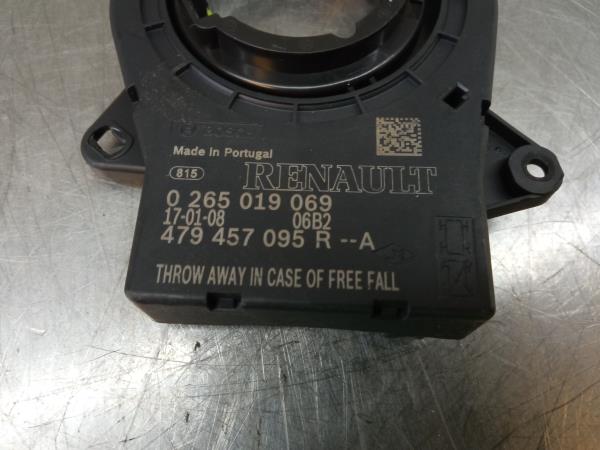 BOSCH
Made in Portugal
815 RENAULT
0 265 019 069
17-01-08 06B2
479 457 095 R --A
THROW AWAY IN CASE OF FREE FALL